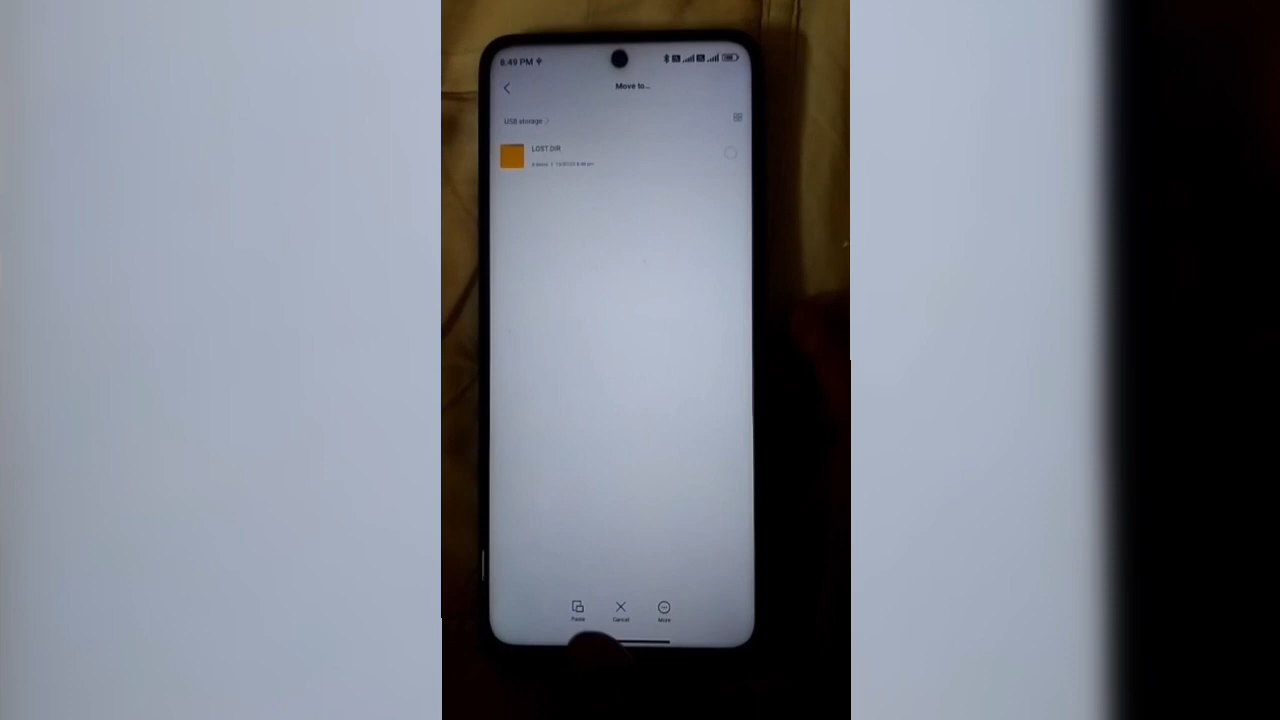 8:49 PM
Move to...
USB storage
LOST.DIR
Paste
Cancel
More